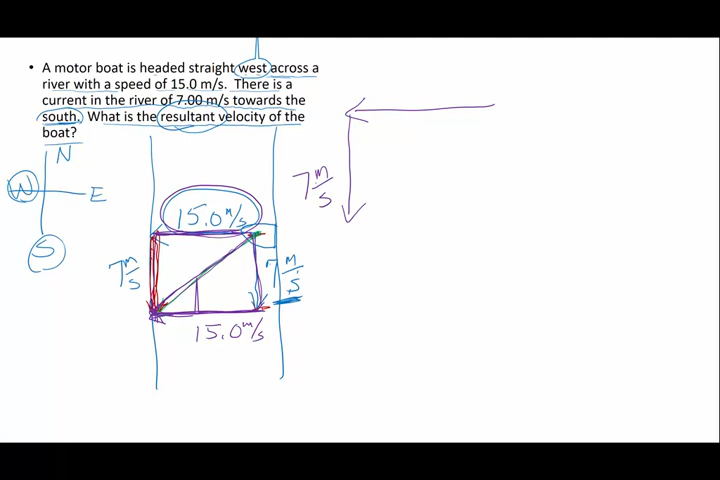 • A motor boat is headed straight west across a
river with a speed of 15.0 m/s. There is a
current in the river of 7.00 m/s towards the
south. What is the resultant velocity of the
boat?
N
W
E
S
15.0 m/s
7 m/s
7 m/s
15.0 m/s
7 m/s